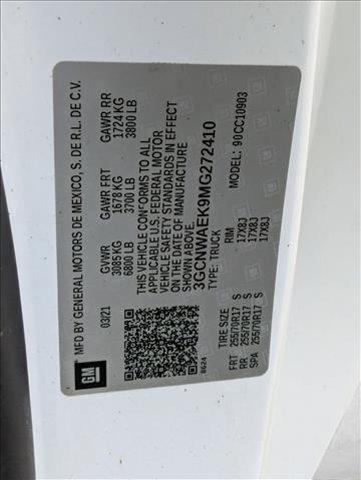 MFD BY GENERAL MOTORS DE MEXICO, S. DE R.L. DE C.V.
03/21 GVWR GAWR FRT GAWR RR
3085 KG 1678 KG 1724 KG
6800 LB 3700 LB 3800 LB
THIS VEHICLE CONFORMS TO ALL
APPLICABLE U.S. FEDERAL MOTOR
VEHICLE SAFETY STANDARDS IN EFFECT
ON THE DATE OF MANUFACTURE
SHOWN ABOVE.
3GCNWAEK9MG272410
TYPE: TRUCK MODEL: 90CC10903
TIRE SIZE RIM
FRT 255/70R17 S 17X8J
RR 255/70R17 S 17X8J
SPA 255/70R17 S 17X8J
GM
8624